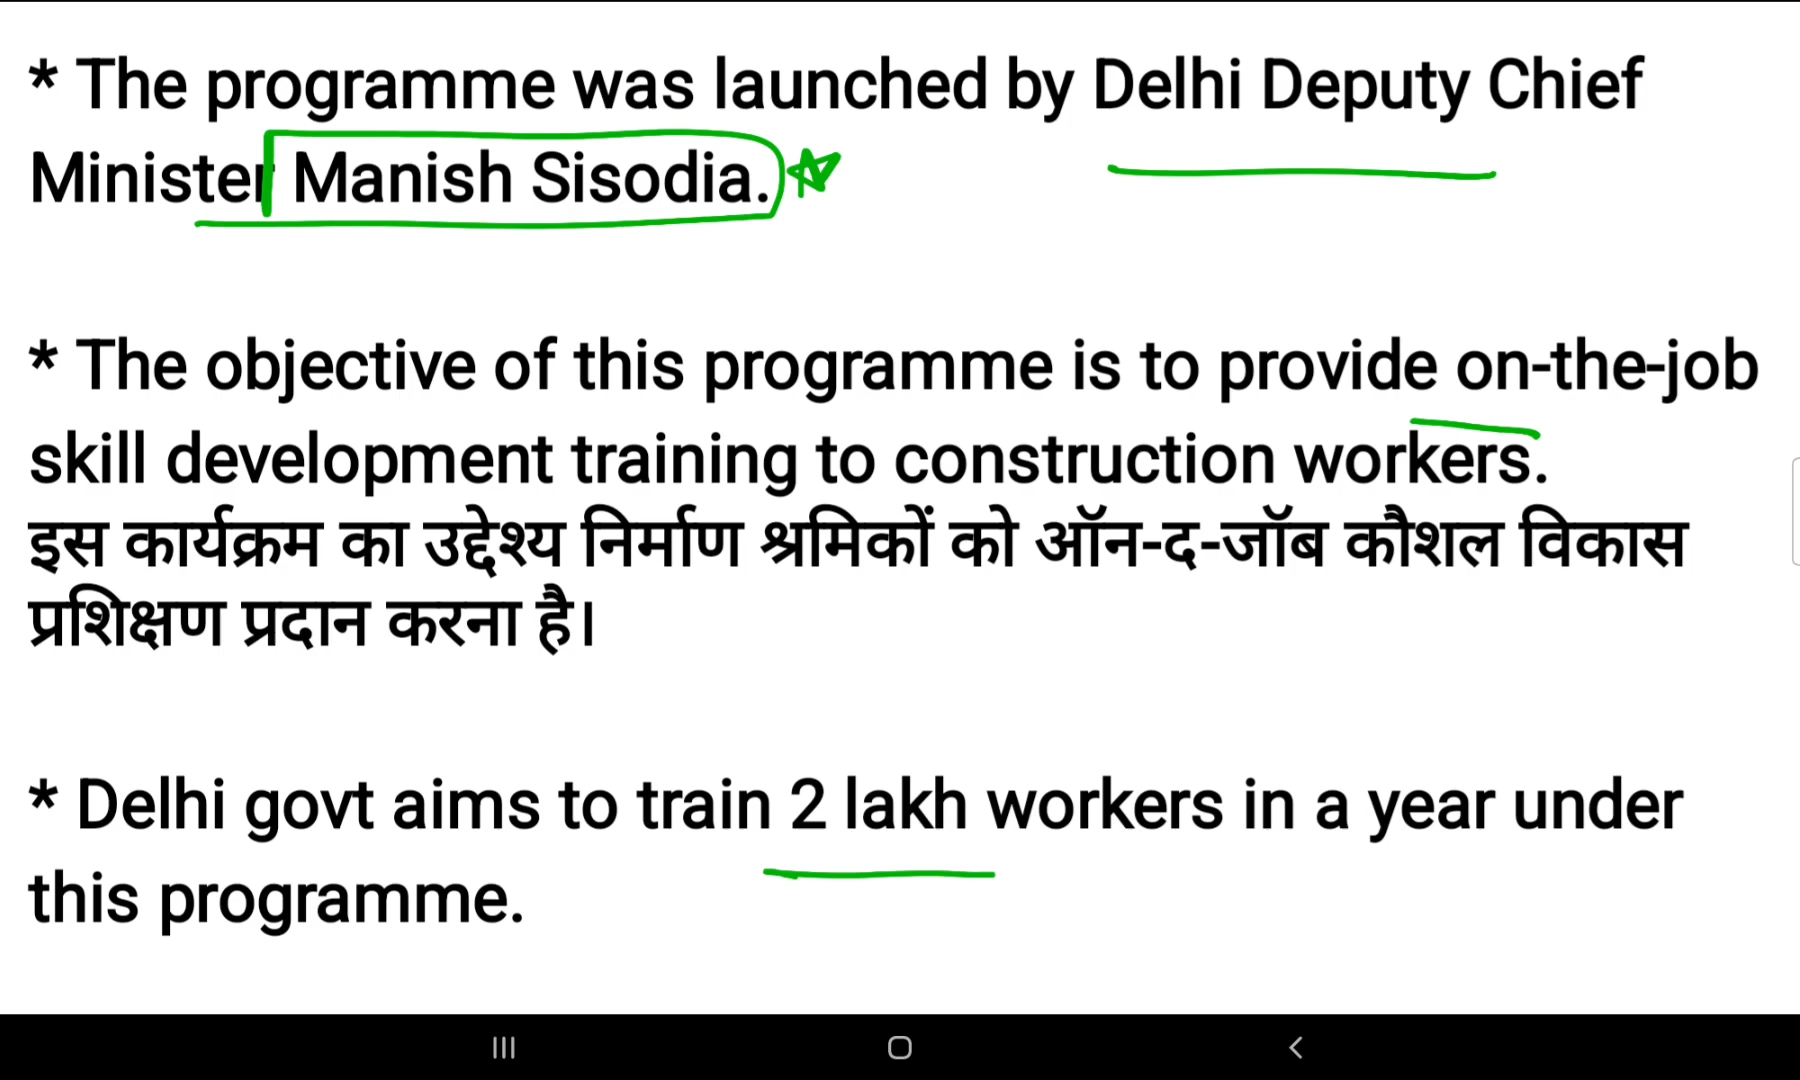 * The programme was launched by Delhi Deputy Chief
Minister Manish Sisodia.
* The objective of this programme is to provide on-the-job
skill development training to construction workers.
इस कार्यक्रम का उद्देश्य निर्माण श्रमिकों को ऑन-द-जॉब कौशल विकास
प्रशिक्षण प्रदान करना है।
* Delhi govt aims to train 2 lakh workers in a year under
this programme.